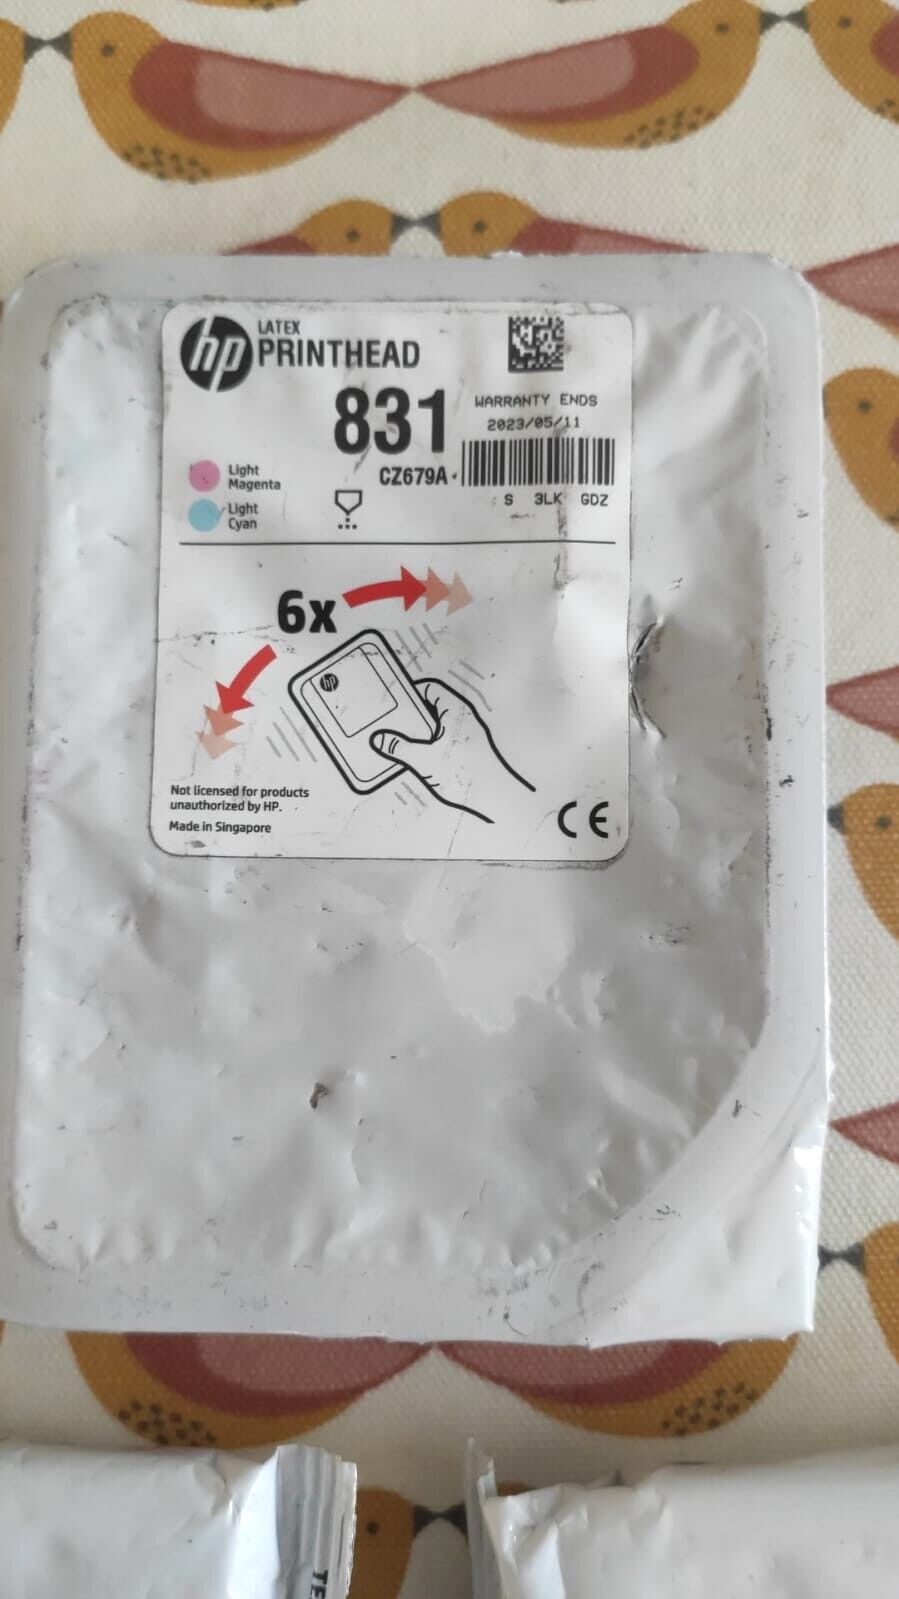 hp LATEX
PRINTHEAD
831
WARRANTY ENDS
2023/05/11
CZ679A
S 3LK GDZ
Light
Magenta
Light
Cyan
6x
hp
Not licensed for products
unauthorized by HP.
Made in Singapore
CE